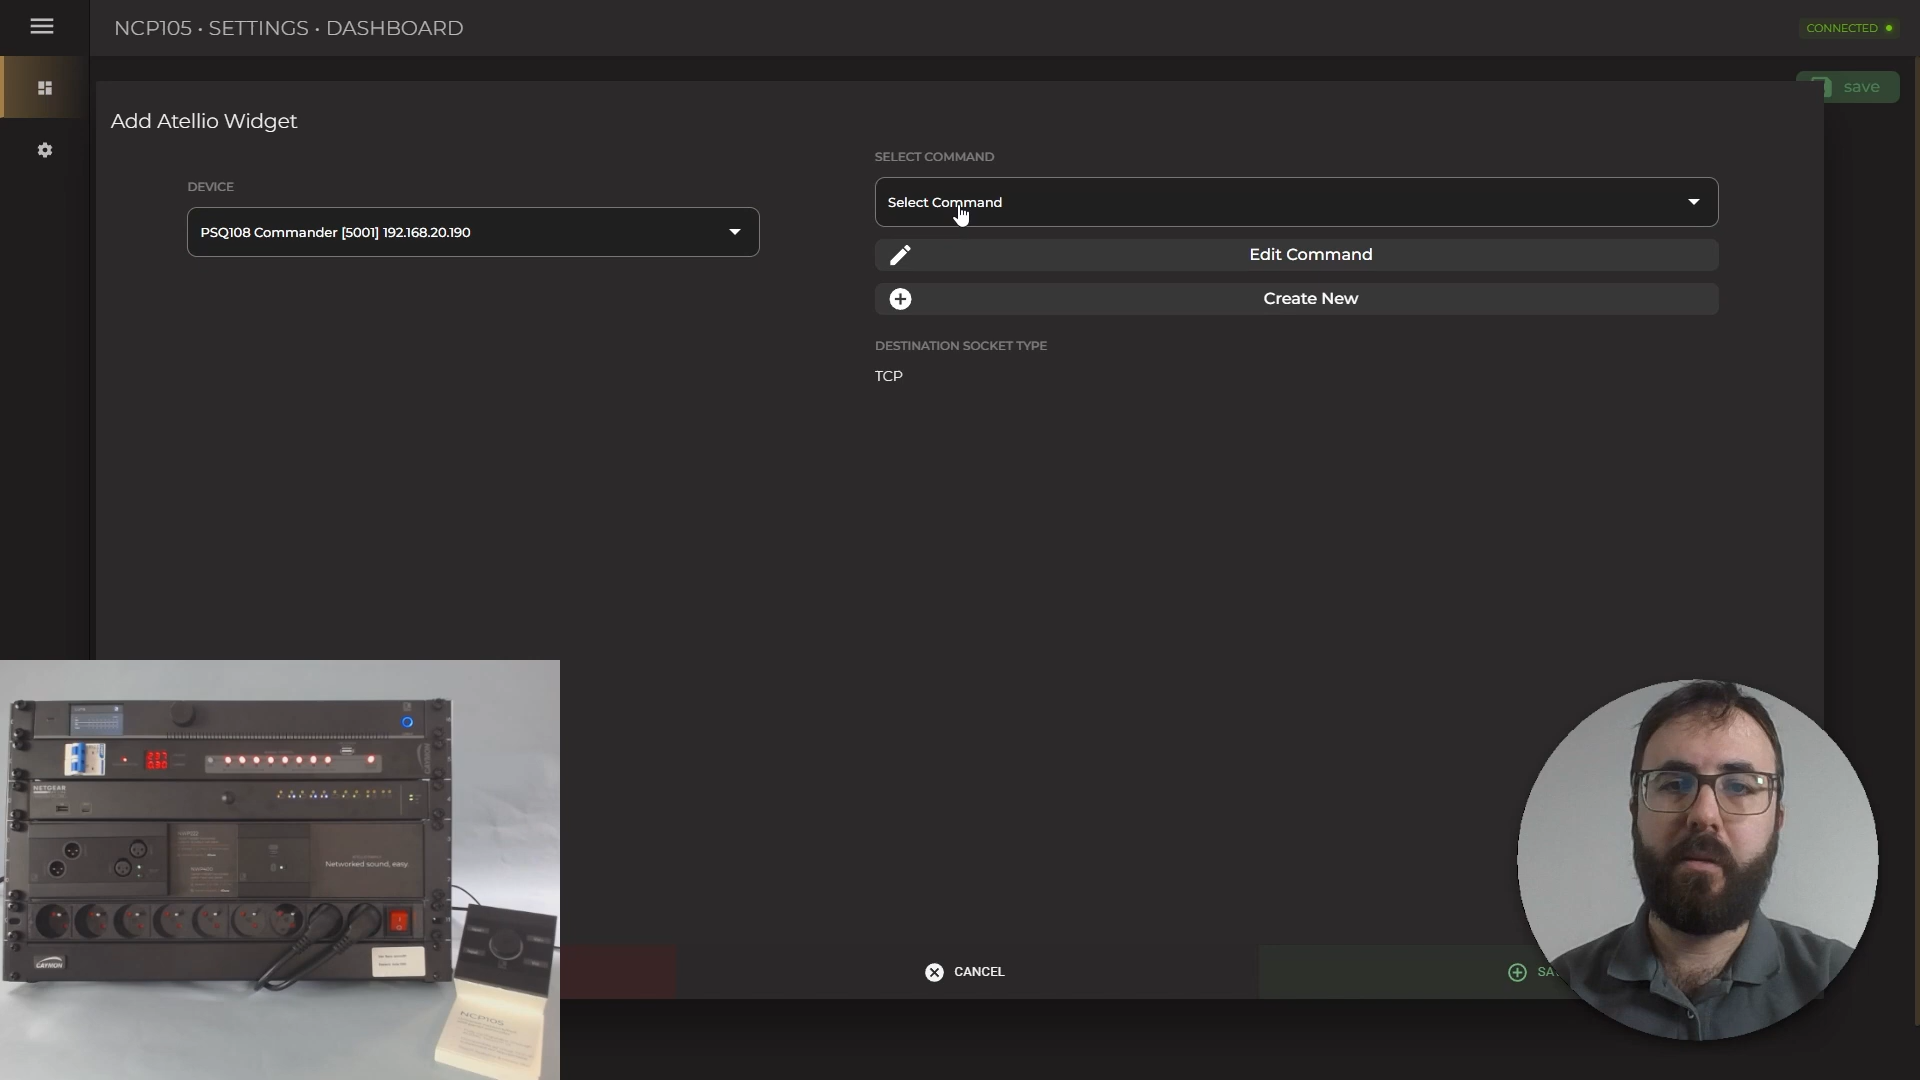 NCP105 • SETTINGS • DASHBOARD
CONNECTED
save
Add Atellio Widget
SELECT COMMAND
DEVICE
Select Command
PSQ108 Commander [5001] 192.168.20.190
Edit Command
Create New
DESTINATION SOCKET TYPE
TCP
NETGEAR
Networked sound, easy.
CAYMON
NCP105
CANCEL